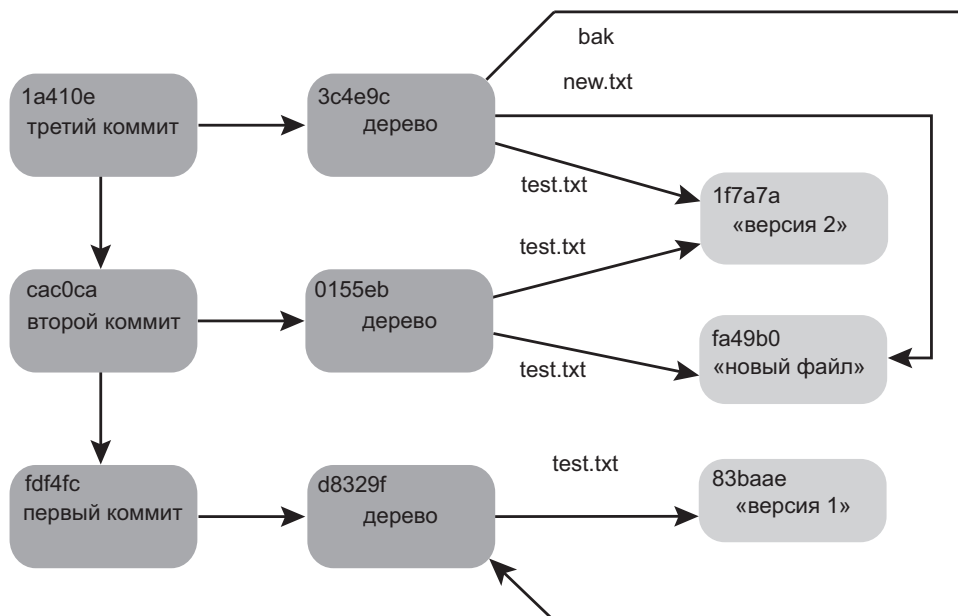 bak
new.txt
1a410e
третий коммит
3c4e9c
дерево
test.txt
1f7a7a
«версия 2»
test.txt
cac0ca
второй коммит
0155eb
дерево
fa49b0
«новый файл»
test.txt
fdf4fc
первый коммит
d8329f
дерево
test.txt
83baae
«версия 1»